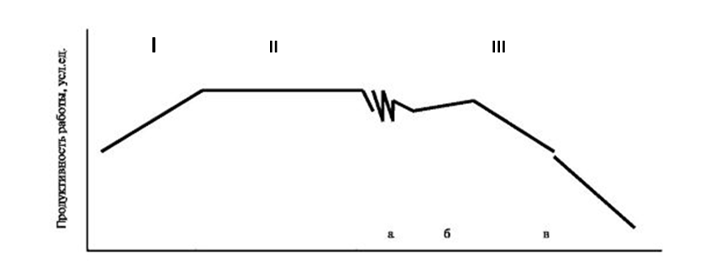 I II III
Продуктивность работы, усл.ед.
а б в